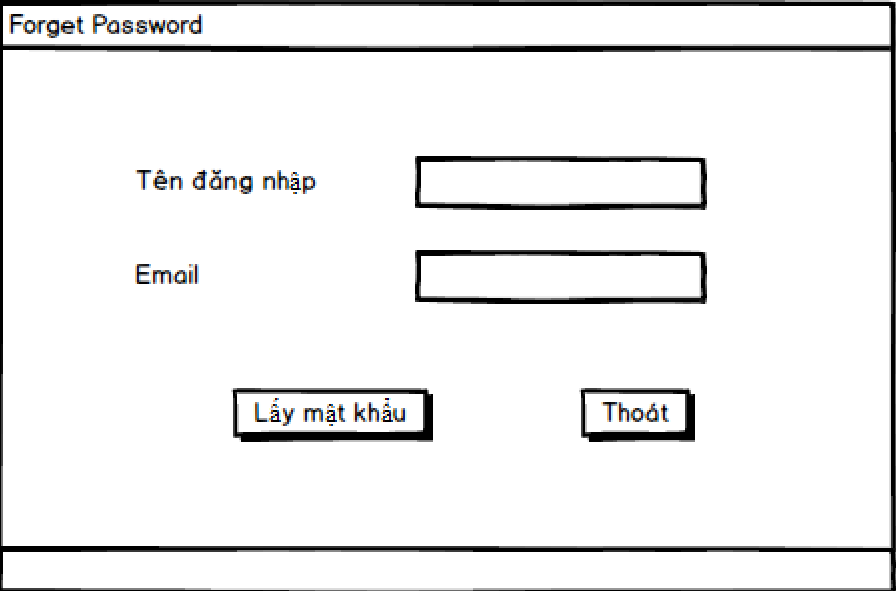 Forget Password
Tên đăng nhập
Email
Lấy mật khẩu
Thoát